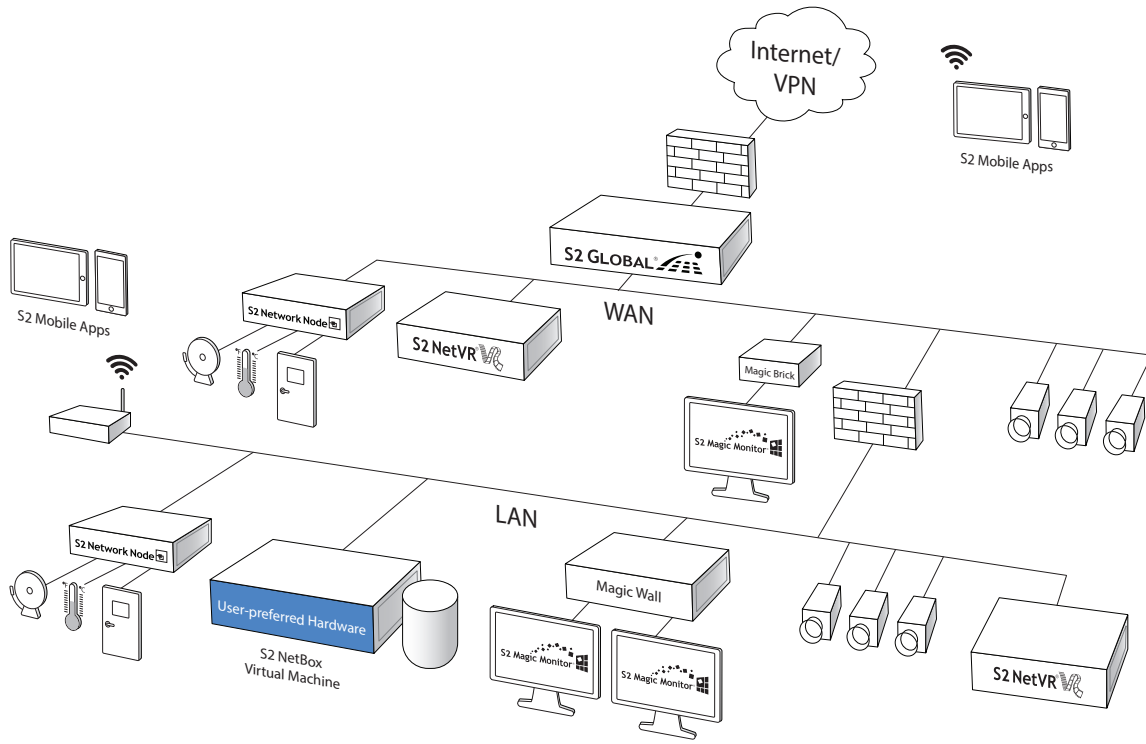 Internet/
VPN
S2 Mobile Apps
S2 GLOBAL®
WAN
S2 Mobile Apps
S2 Network Node
S2 NetVR® VR
Magic Brick
S2 Magic Monitor
LAN
S2 Network Node
User-preferred Hardware
S2 NetBox
Virtual Machine
Magic Wall
S2 Magic Monitor
S2 Magic Monitor
S2 NetVR® VR